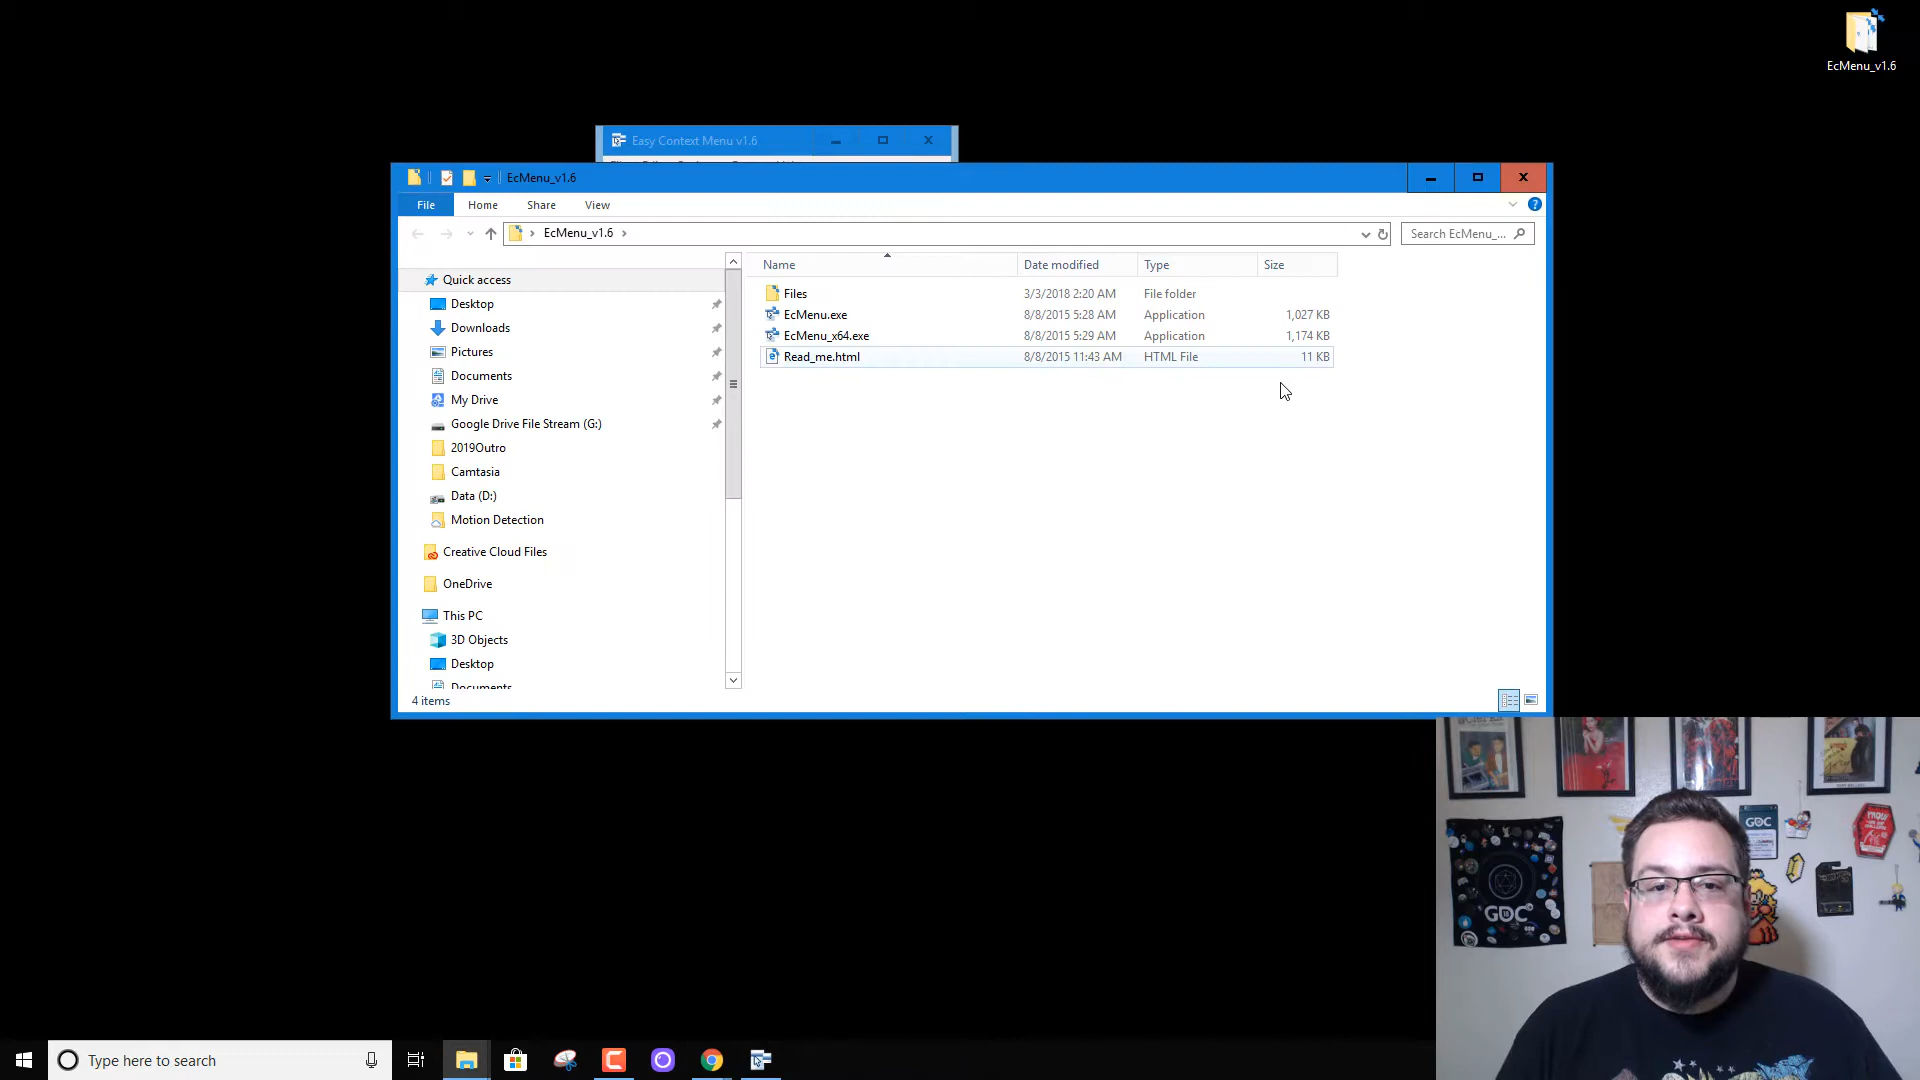 EcMenu_v1.6
Easy Context Menu v1.6
EcMenu_v1.6
File Home Share View
EcMenu_v1.6
Search EcMenu_...
Name Date modified Type Size
Files 3/3/2018 2:20 AM File folder
EcMenu.exe 8/8/2015 5:28 AM Application 1,027 KB
EcMenu_x64.exe 8/8/2015 5:29 AM Application 1,174 KB
Read_me.html 8/8/2015 11:43 AM HTML File 11 KB
Quick access
Desktop
Downloads
Pictures
Documents
My Drive
Google Drive File Stream (G:)
2019Outro
Camtasia
Data (D:)
Motion Detection
Creative Cloud Files
OneDrive
This PC
3D Objects
Desktop
Documents
4 items
GDC
GDC
Type here to search